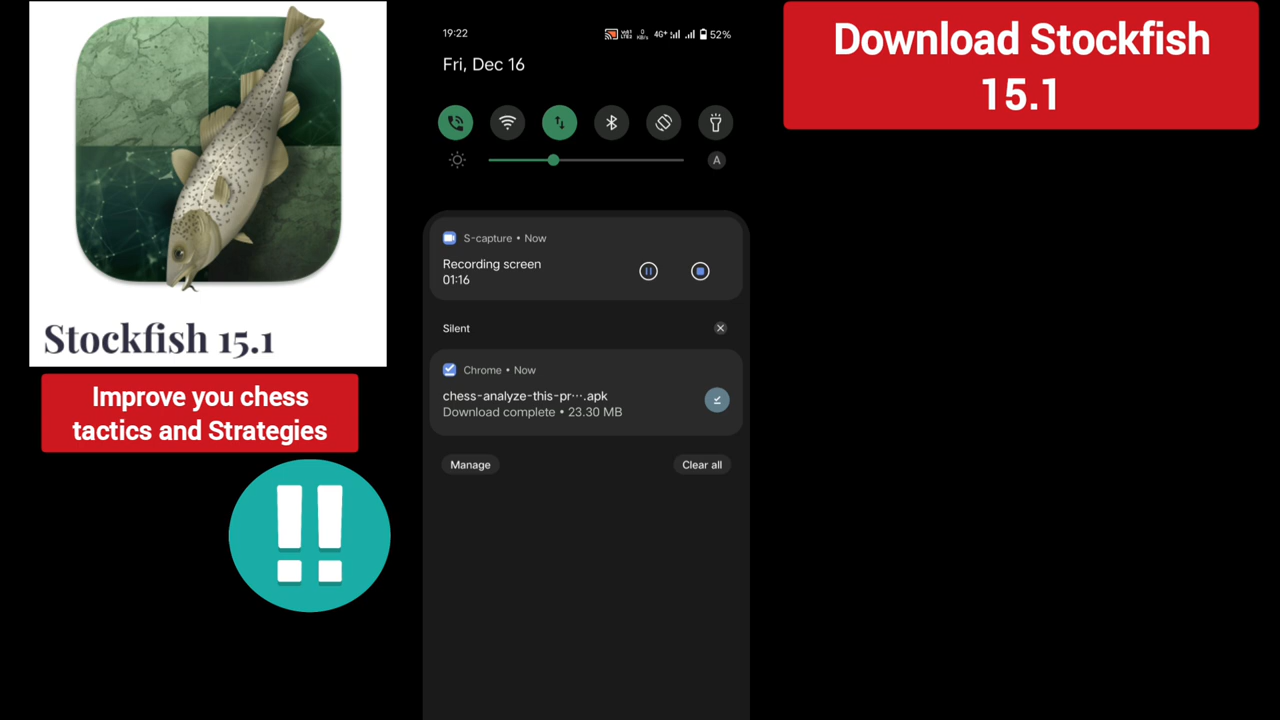 Stockfish 15.1
Improve you chess
tactics and Strategies
!!
19:22
4G+
52%
Fri, Dec 16
A
S-capture • Now
Recording screen
01:16
Silent
Chrome • Now
chess-analyze-this-pr···.apk
Download complete • 23.30 MB
Manage
Clear all
Download Stockfish
15.1